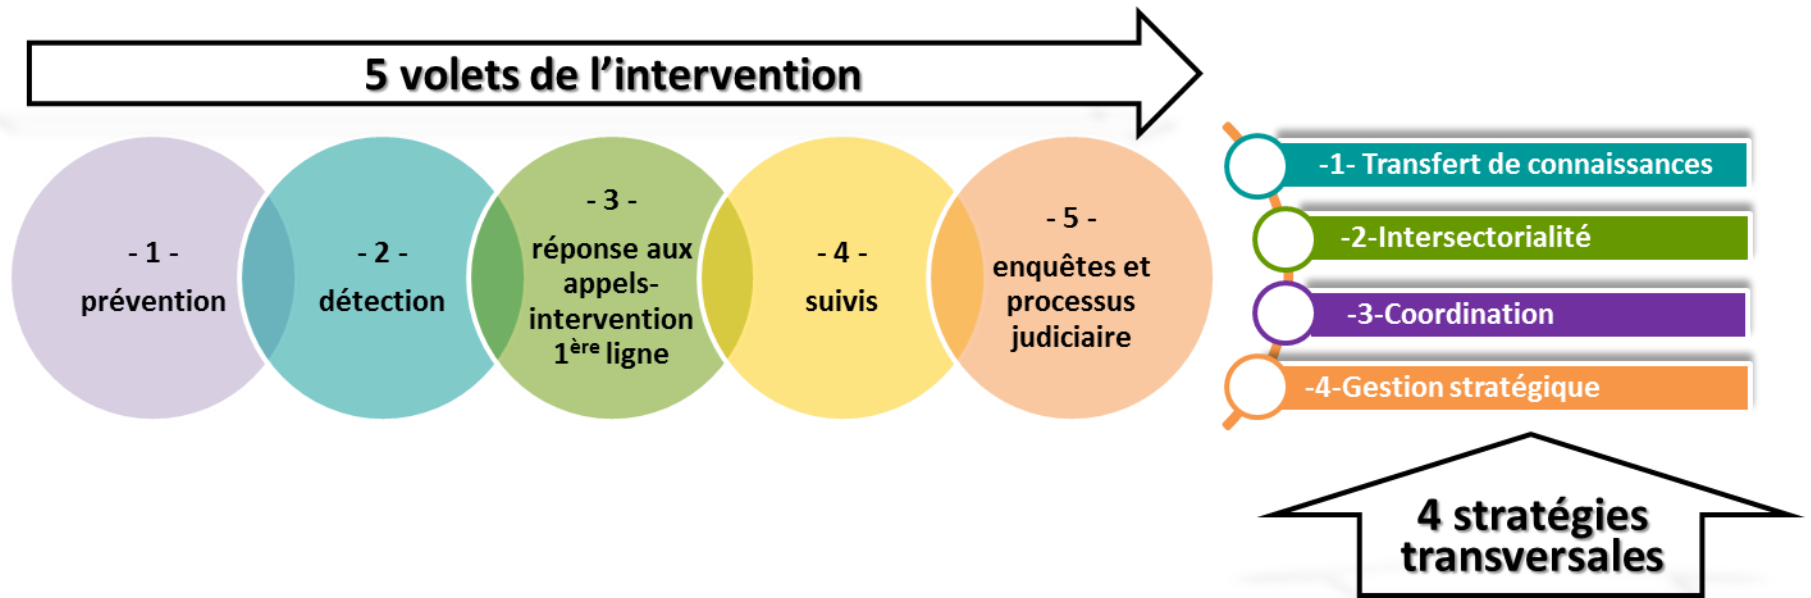 5 volets de l'intervention
- 1 -
prévention
- 2 -
détection
- 3 -
réponse aux
appels-
intervention
1ère ligne
- 4 -
suivis
- 5 -
enquêtes et
processus
judiciaire
-1- Transfert de connaissances
-2-Intersectorialité
-3-Coordination
-4-Gestion stratégique
4 stratégies
transversales